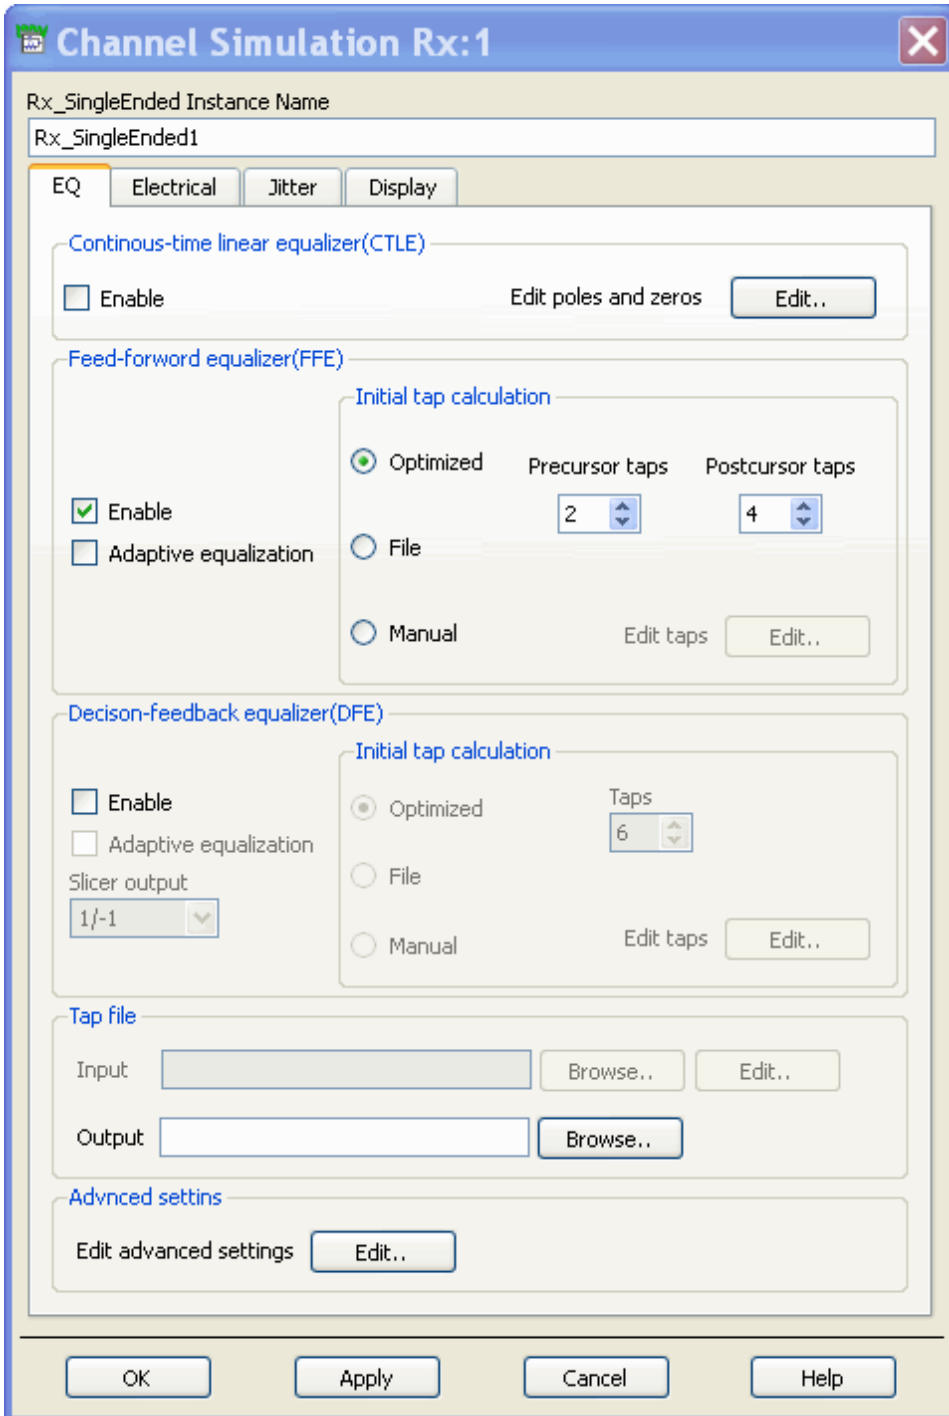 Channel Simulation Rx:1
Rx_SingleEnded Instance Name
Rx_SingleEnded1
EQ Electrical Jitter Display
Continous-time linear equalizer(CTLE)
Enable Edit poles and zeros Edit..
Feed-forword equalizer(FFE)
Initial tap calculation
Optimized Precursor taps Postcursor taps
Enable 2 4
Adaptive equalization File
Manual Edit taps Edit..
Decison-feedback equalizer(DFE)
Initial tap calculation
Enable Optimized Taps
Adaptive equalization 6
Slicer output File
1/-1
Manual Edit taps Edit..
Tap file
Input Browse.. Edit..
Output Browse..
Advnced settins
Edit advanced settings Edit..
OK Apply Cancel Help